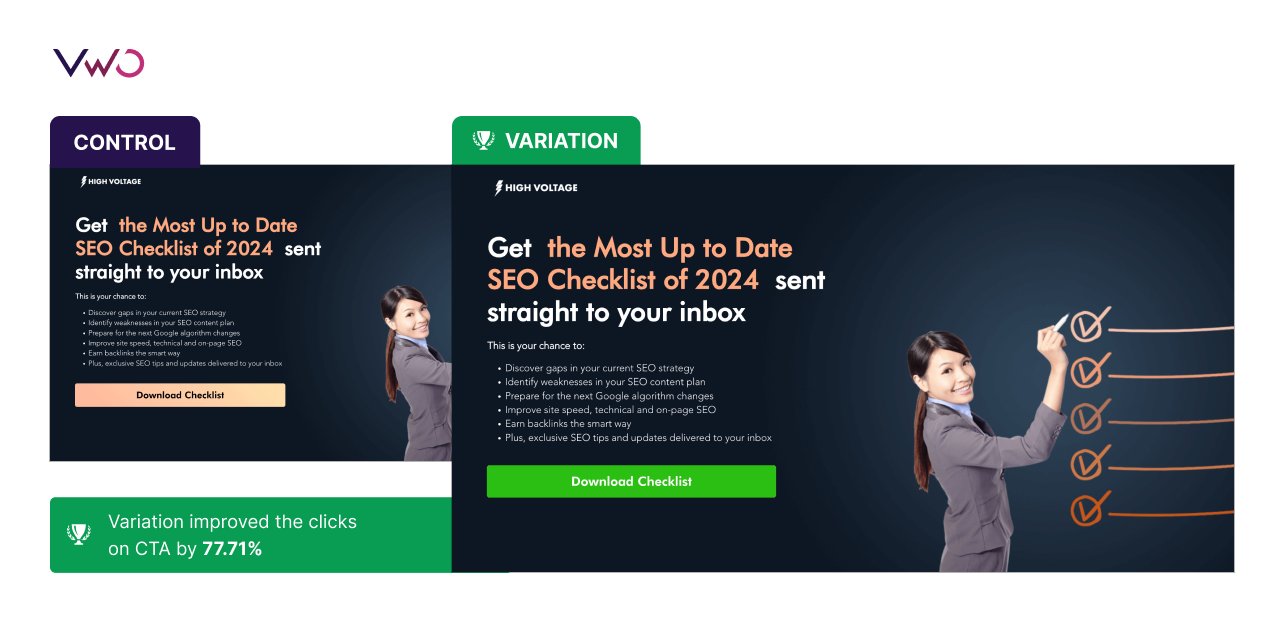 VWO
CONTROL
HIGH VOLTAGE
Get the Most Up to Date
SEO Checklist of 2024 sent
straight to your inbox
This is your chance to:
• Discover gaps in your current SEO strategy
• Identify weaknesses in your SEO content plan
• Prepare for the next Google algorithm changes
• Improve site speed, technical and on-page SEO
• Earn backlinks the smart way
• Plus, exclusive SEO tips and updates delivered to your inbox
Download Checklist
VARIATION
HIGH VOLTAGE
Get the Most Up to Date
SEO Checklist of 2024 sent
straight to your inbox
This is your chance to:
• Discover gaps in your current SEO strategy
• Identify weaknesses in your SEO content plan
• Prepare for the next Google algorithm changes
• Improve site speed, technical and on-page SEO
• Earn backlinks the smart way
• Plus, exclusive SEO tips and updates delivered to your inbox
Download Checklist
Variation improved the clicks
on CTA by 77.71%